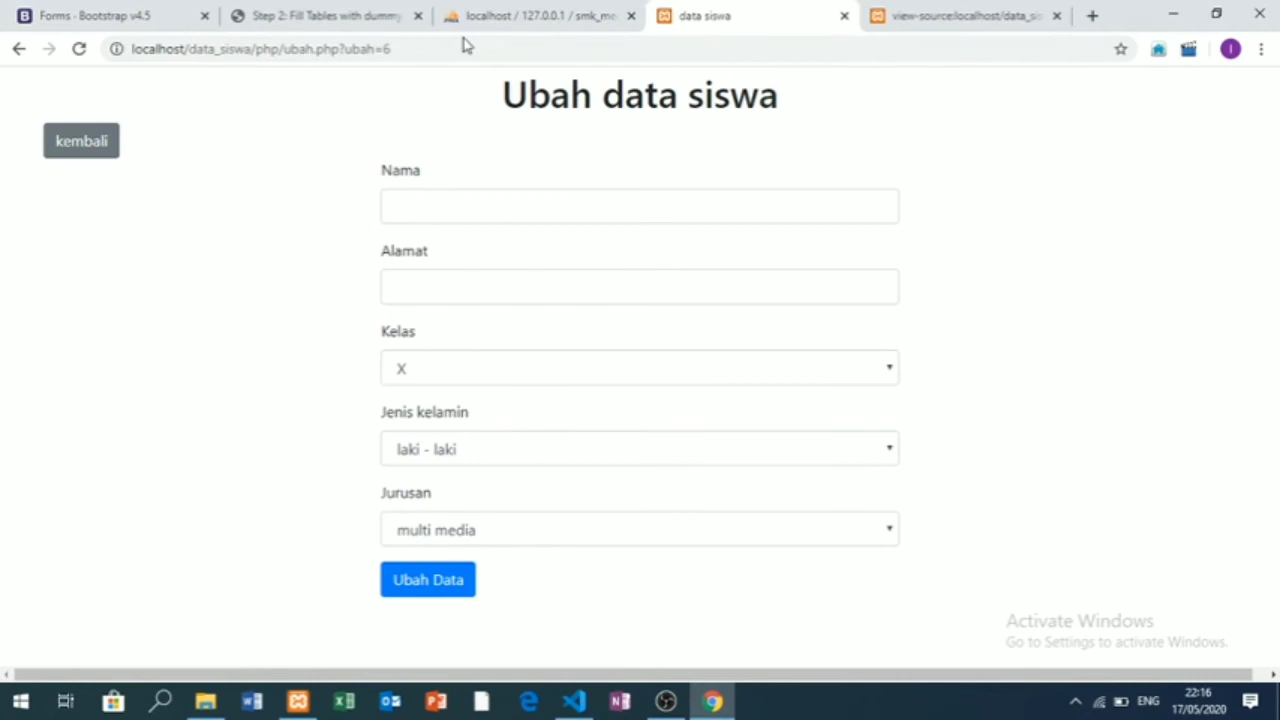 Forms · Bootstrap v4.5
Step 2: Fill Tables with dummy
localhost / 127.0.0.1 / smk_me
data siswa
view-source:localhost/data_sis
localhost/data_siswa/php/ubah.php?ubah=6
Ubah data siswa
kembali
Nama
Alamat
Kelas
X
Jenis kelamin
laki - laki
Jurusan
multi media
Ubah Data
Activate Windows
Go to Settings to activate Windows.
ENG
22:16
17/05/2020